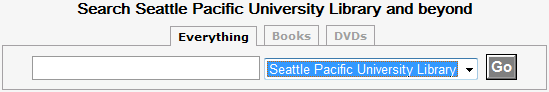 Search Seattle Pacific University Library and beyond
Everything Books DVDs
Seattle Pacific University Library Go